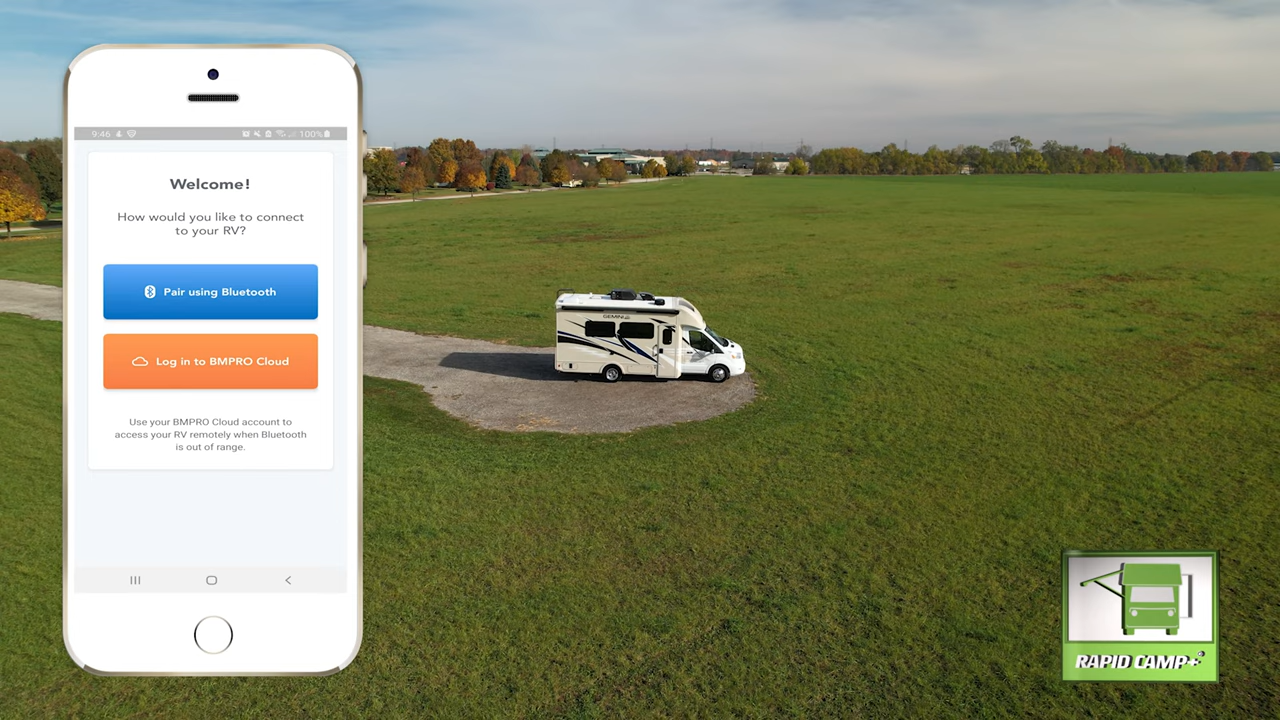 9:46
100%
Welcome!
How would you like to connect
to your RV?
Pair using Bluetooth
Log in to BMPRO Cloud
Use your BMPRO Cloud account to
access your RV remotely when Bluetooth
is out of range.
GEMINI
RAPID CAMP+